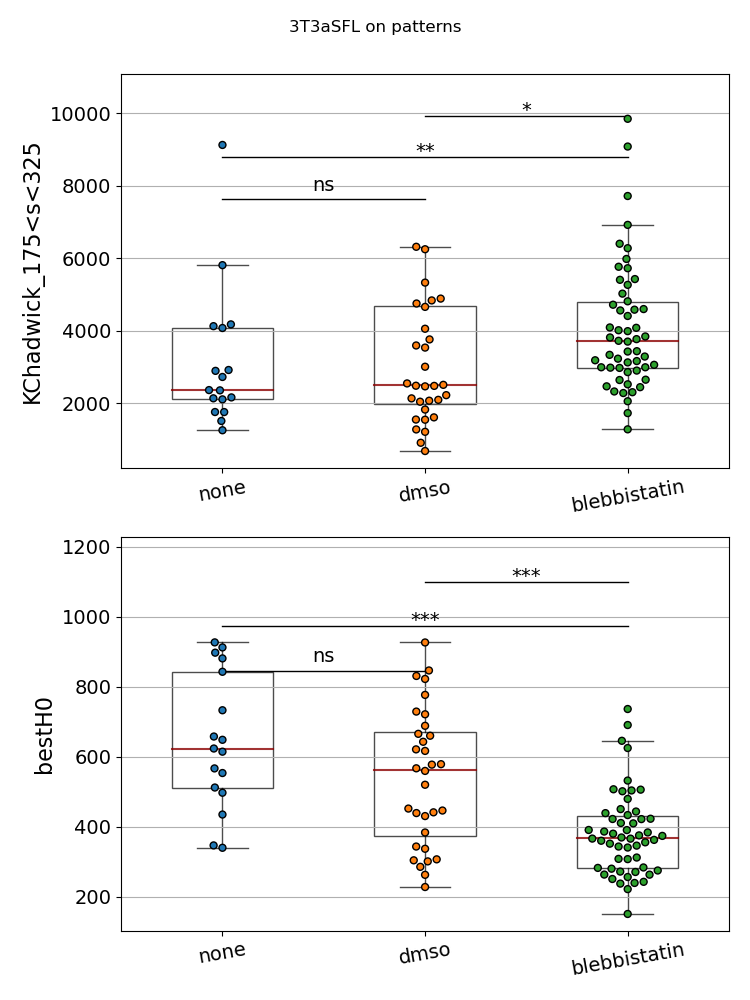 3T3aSFL on patterns
KChadwick_175<s<325
10000
8000
6000
4000
2000
*
**
ns
none
dmso
blebbistatin
bestH0
1200
1000
800
600
400
200
***
***
ns
none
dmso
blebbistatin